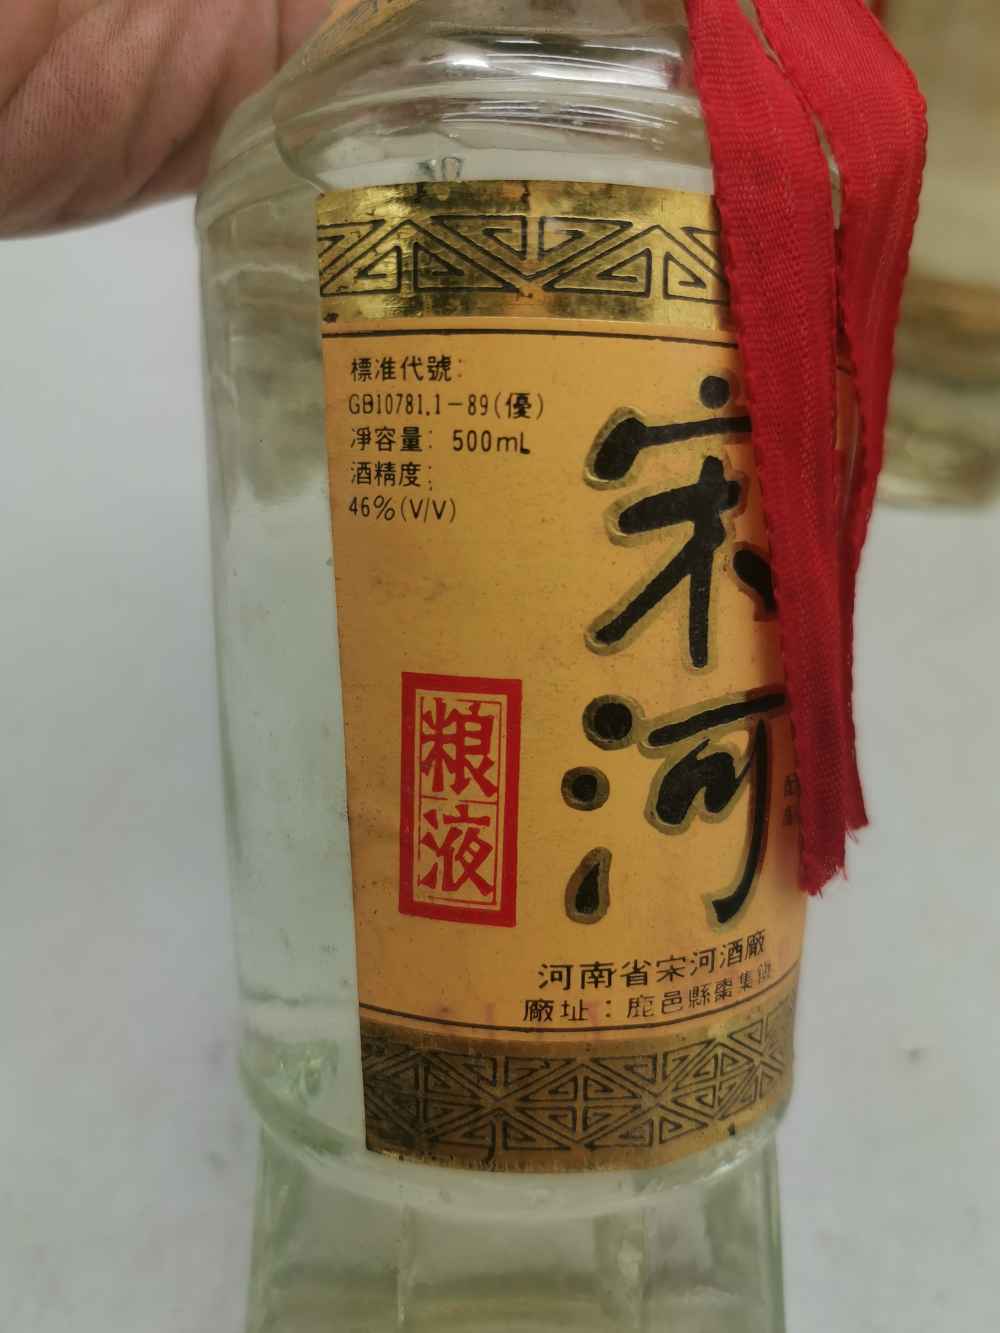 標准代號:
GB10781.1-89(優)
凈容量: 500mL
酒精度:
46%(V/V)
宋河
粮液
河南省宋河酒廠
廠址:鹿邑縣棗集鎮